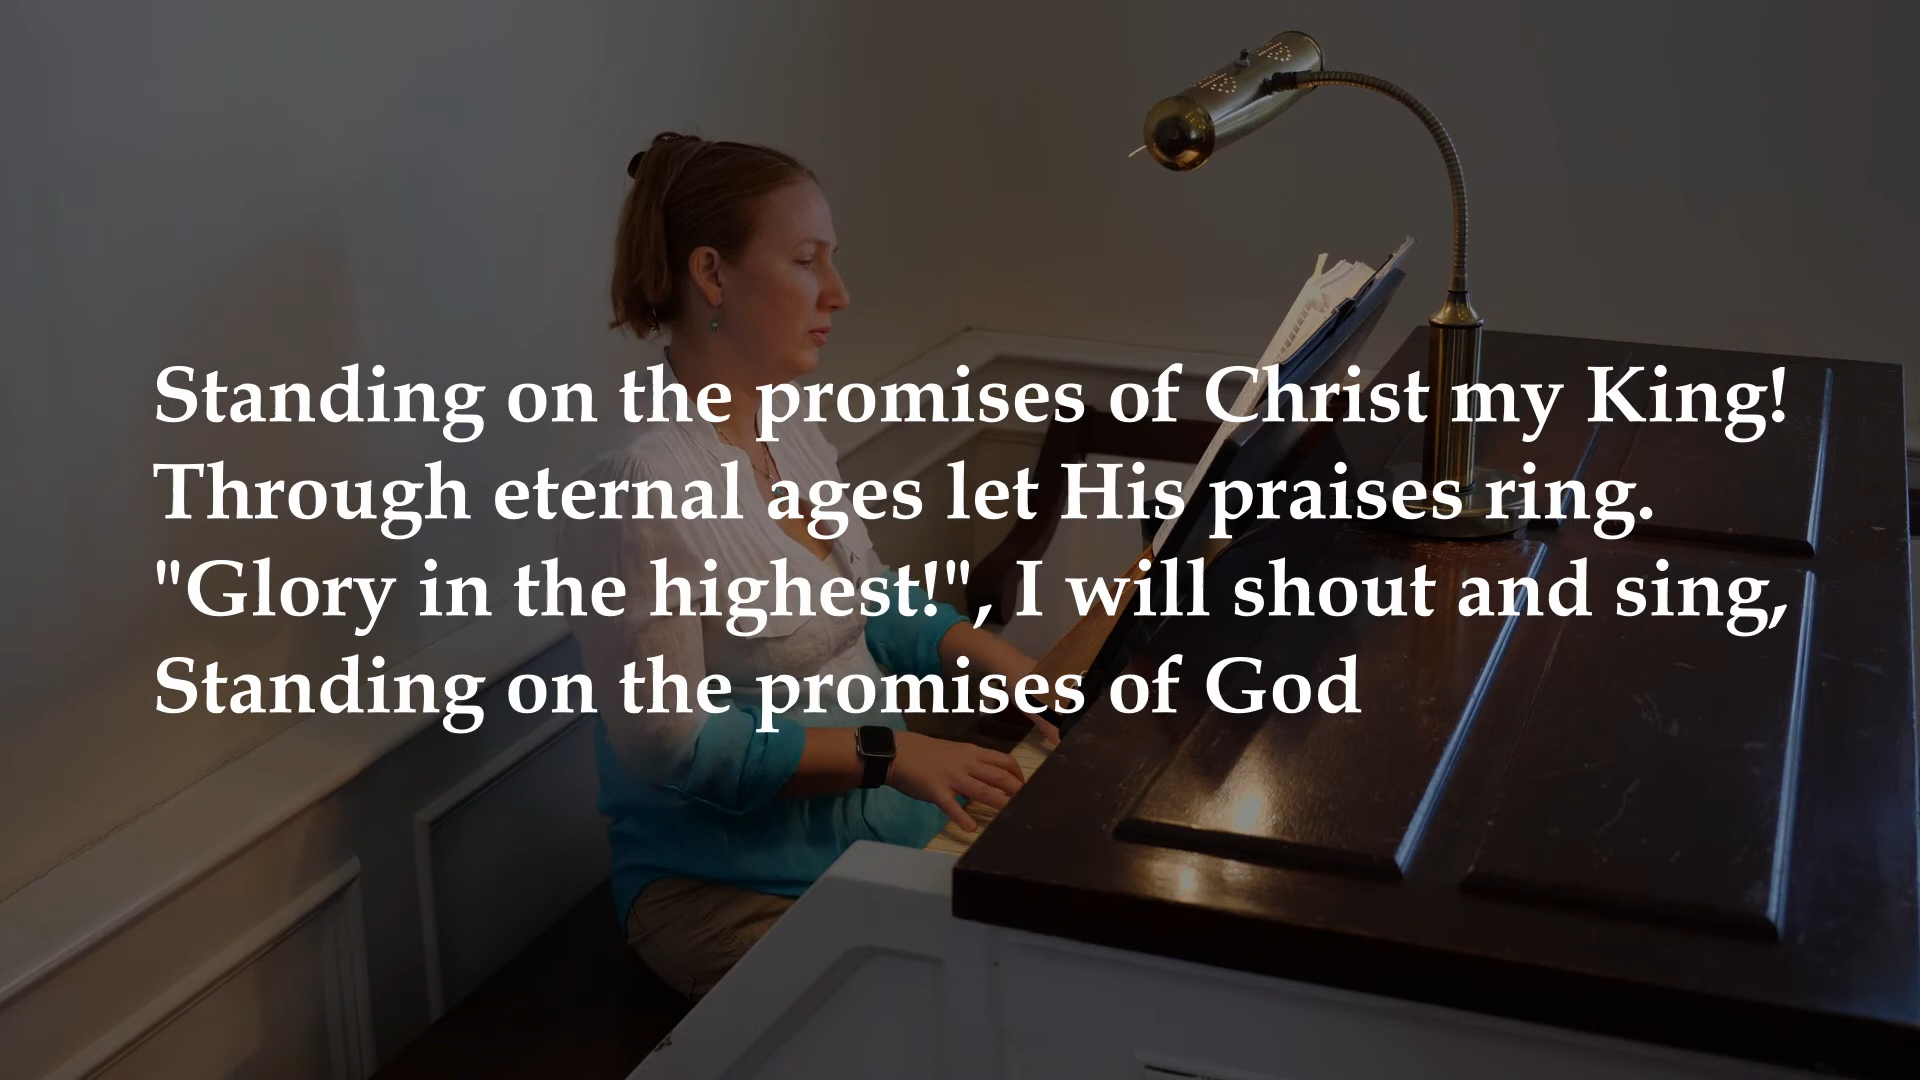 Standing on the promises of Christ my King!
Through eternal ages let His praises ring.
"Glory in the highest!", I will shout and sing,
Standing on the promises of God